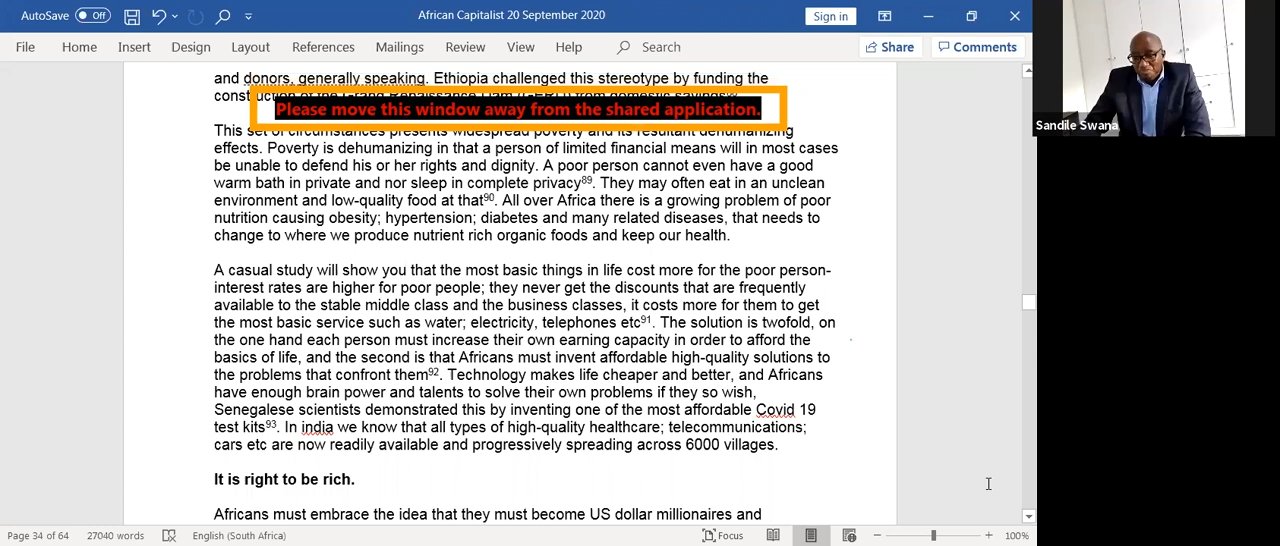 AutoSave Off
African Capitalist 20 September 2020
Sign in
File Home Insert Design Layout References Mailings Review View Help Search Share Comments
and donors, generally speaking. Ethiopia challenged this stereotype by funding the
Please move this window away from the shared application.
This set of circumstances presents widespread poverty and its resultant dehumanizing
effects. Poverty is dehumanizing in that a person of limited financial means will in most cases
be unable to defend his or her rights and dignity. A poor person cannot even have a good
warm bath in private and nor sleep in complete privacy89. They may often eat in an unclean
environment and low-quality food at that90. All over Africa there is a growing problem of poor
nutrition causing obesity; hypertension; diabetes and many related diseases, that needs to
change to where we produce nutrient rich organic foods and keep our health.
A casual study will show you that the most basic things in life cost more for the poor person-
interest rates are higher for poor people; they never get the discounts that are frequently
available to the stable middle class and the business classes, it costs more for them to get
the most basic service such as water; electricity, telephones etc91. The solution is twofold, on
the one hand each person must increase their own earning capacity in order to afford the
basics of life, and the second is that Africans must invent affordable high-quality solutions to
the problems that confront them92. Technology makes life cheaper and better, and Africans
have enough brain power and talents to solve their own problems if they so wish,
Senegalese scientists demonstrated this by inventing one of the most affordable Covid 19
test kits93. In india we know that all types of high-quality healthcare; telecommunications;
cars etc are now readily available and progressively spreading across 6000 villages.
It is right to be rich.
Africans must embrace the idea that they must become US dollar millionaires and
Page 34 of 64 27040 words English (South Africa) Focus 100%
Sandile Swana